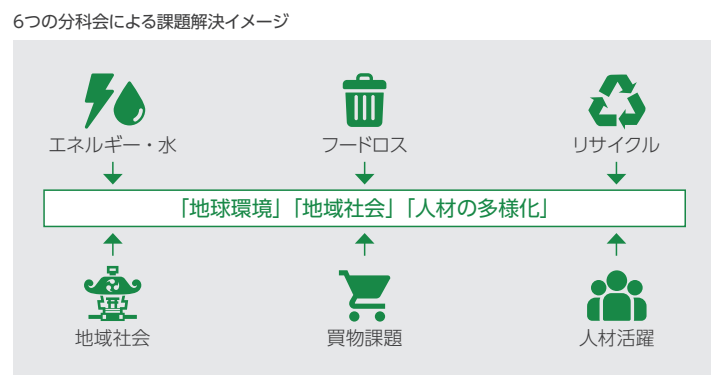 6つの分科会による課題解決イメージ
エネルギー・水
フードロス
リサイクル
「地球環境」「地域社会」「人材の多様化」
地域社会
買物課題
人材活躍